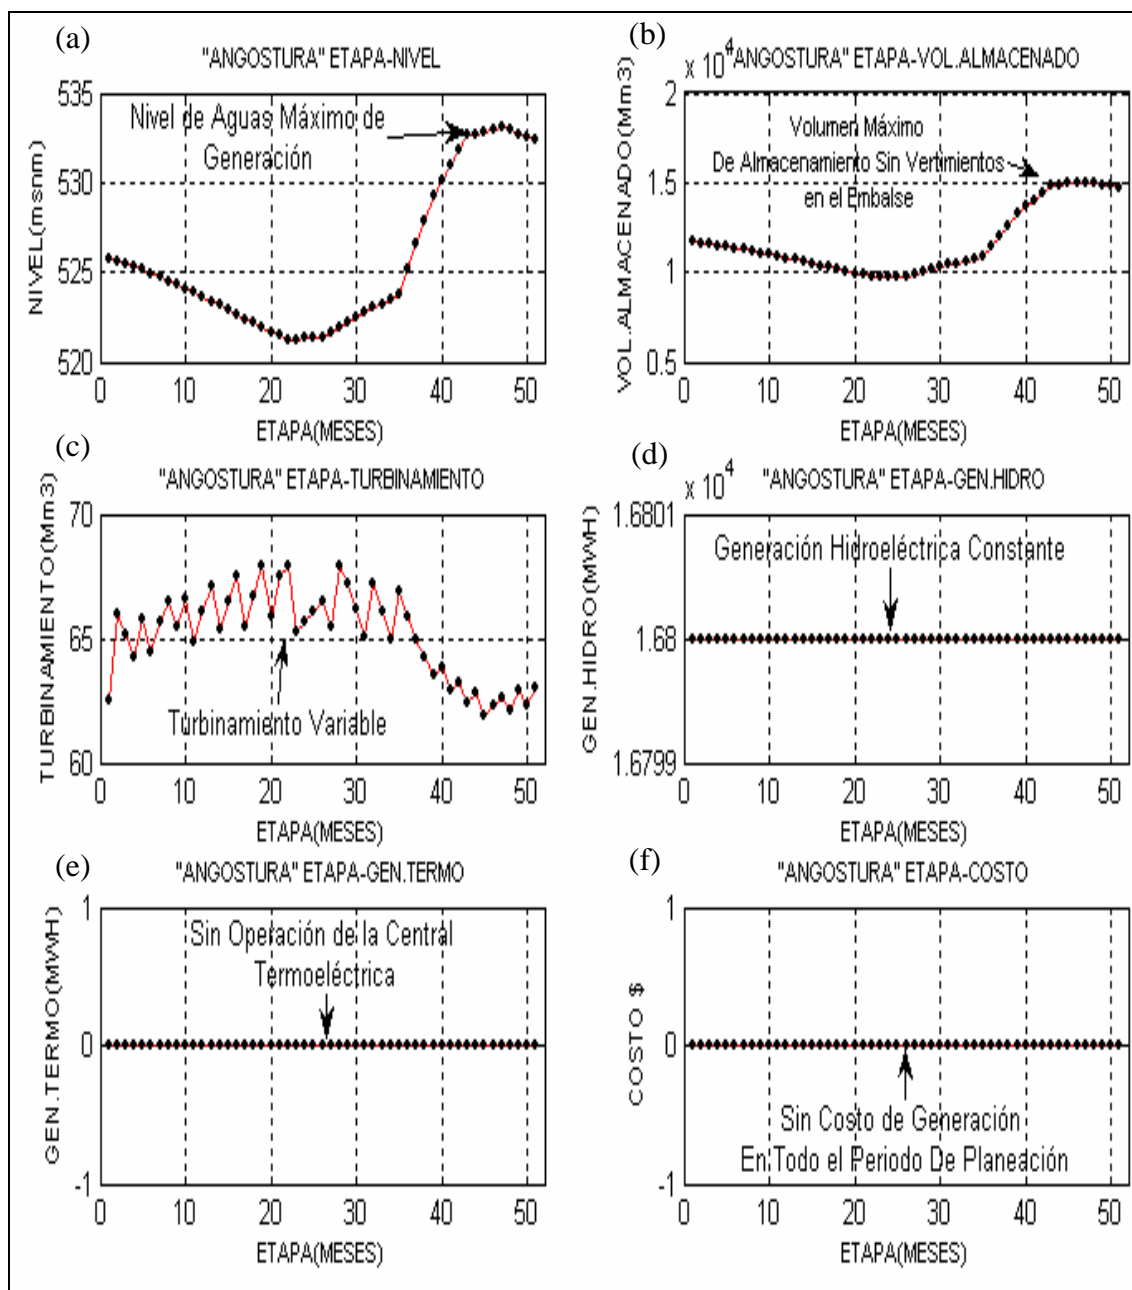 (a)
"ANGOSTURA" ETAPA-NIVEL
535
530
525
520
NIVEL(msnm)
Nivel de Aguas Máximo de
Generación
0 10 20 30 40 50
ETAPA(MESES)
(b)
x 10^4
"ANGOSTURA" ETAPA-VOL.ALMACENADO
2
1.5
1
0.5
VOL.ALMACENADO(Mm3)
Volumen Máximo
De Almacenamiento Sin Vertimientos
en el Embalse
0 10 20 30 40 50
ETAPA(MESES)
(c)
"ANGOSTURA" ETAPA-TURBINAMIENTO
70
65
60
TURBINAMIENTO(Mm3)
Turbinamiento Variable
0 10 20 30 40 50
ETAPA(MESES)
(d)
x 10^4
"ANGOSTURA" ETAPA-GEN.HIDRO
1.6801
1.68
1.6799
GEN.HIDRO(MWH)
Generación Hidroeléctrica Constante
0 10 20 30 40 50
ETAPA(MESES)
(e)
"ANGOSTURA" ETAPA-GEN.TERMO
1
0
-1
GEN.TERMO(MWH)
Sin Operación de la Central
Termoeléctrica
0 10 20 30 40 50
ETAPA(MESES)
(f)
"ANGOSTURA" ETAPA-COSTO
1
0
-1
COSTO $
Sin Costo de Generación
En Todo el Periodo De Planeación
0 10 20 30 40 50
ETAPA(MESES)